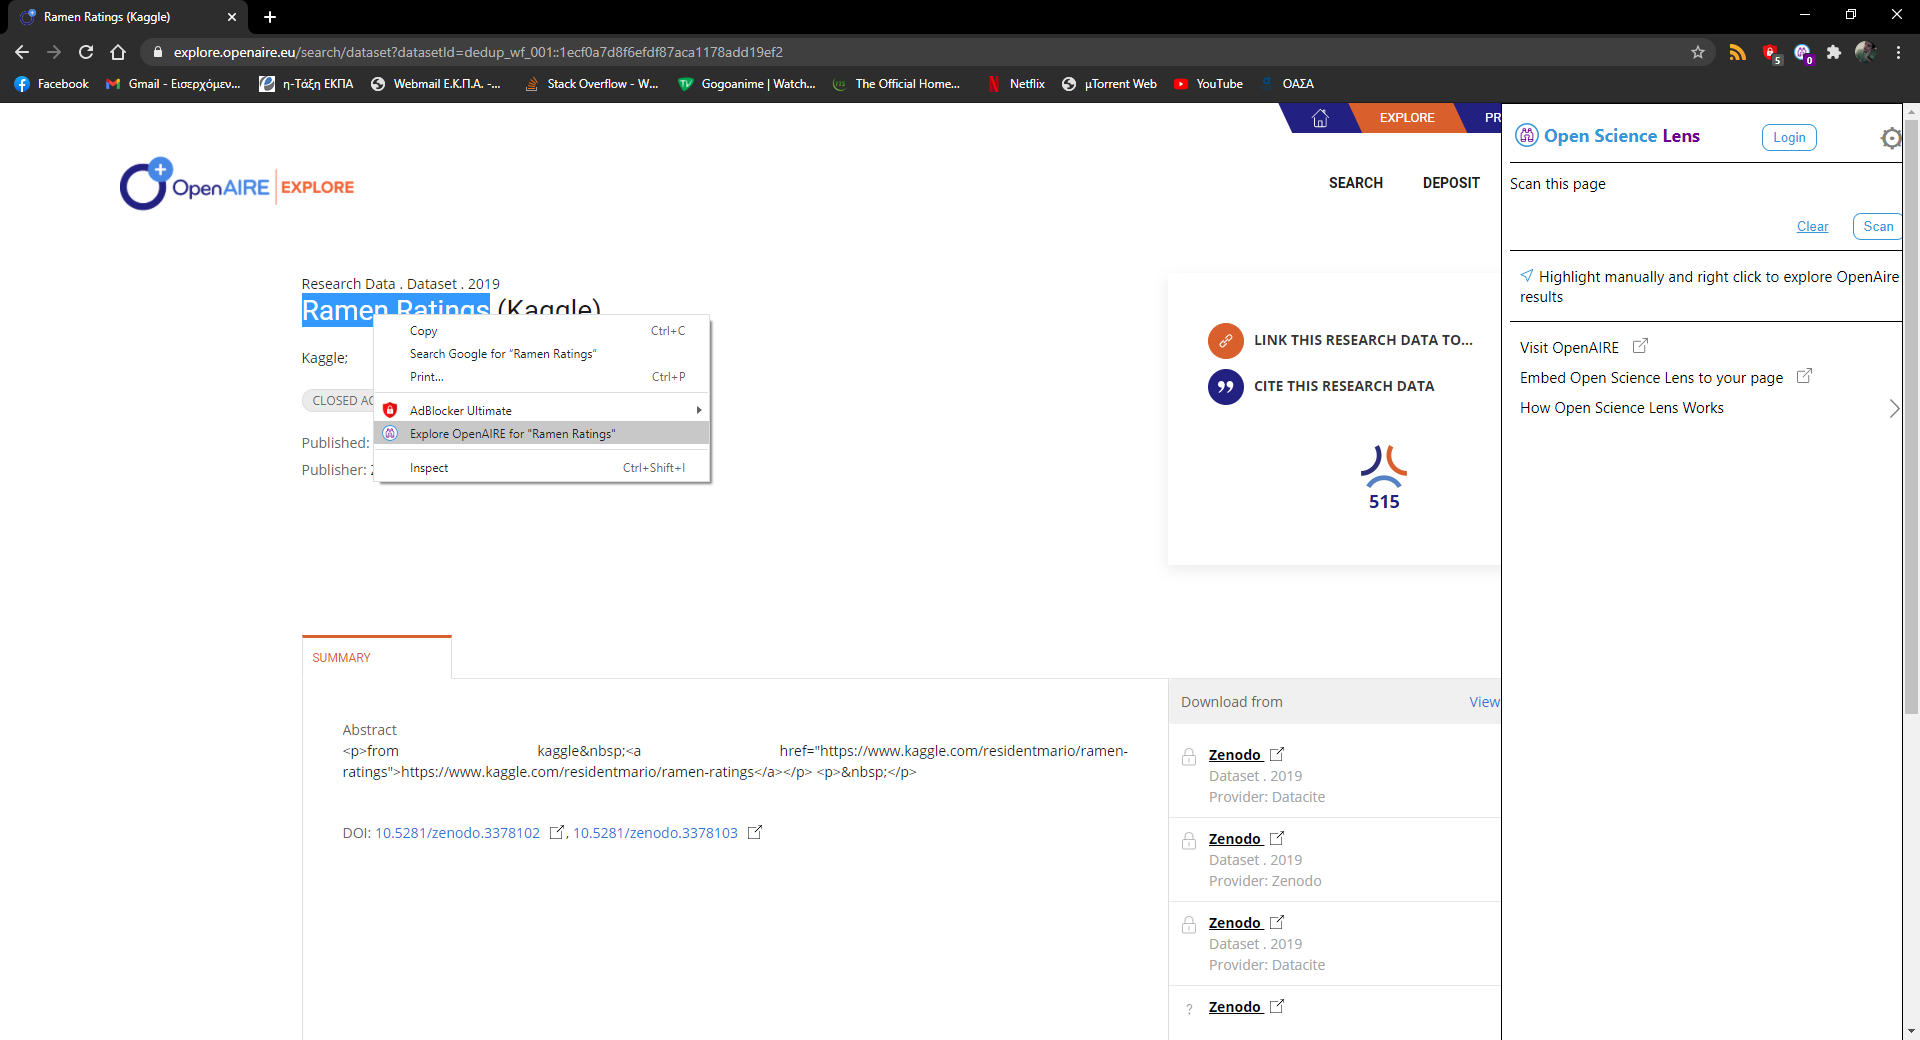 Ramen Ratings (Kaggle)
explore.openaire.eu/search/dataset?datasetId=dedup_wf_001::1ecf0a7d8f6efdf87aca1178add19ef2
5
0
Facebook
Gmail - Εισερχόμεν...
η-Τάξη ΕΚΠΑ
Webmail Ε.Κ.Π.Α. -...
Stack Overflow - W...
Gogoanime | Watch...
The Official Home...
Netflix
µTorrent Web
YouTube
ΟΑΣΑ
EXPLORE
PR
OpenAIRE | EXPLORE
SEARCH
DEPOSIT
Research Data . Dataset . 2019
Ramen Ratings (Kaggle)
Kaggle;
CLOSED AC
Published:
Publisher:
Copy Ctrl+C
Search Google for “Ramen Ratings”
Print... Ctrl+P
AdBlocker Ultimate
Explore OpenAIRE for "Ramen Ratings"
Inspect Ctrl+Shift+I
LINK THIS RESEARCH DATA TO...
CITE THIS RESEARCH DATA
515
SUMMARY
Abstract
<p>from kaggle&nbsp;<a href="https://www.kaggle.com/residentmario/ramen-
ratings">https://www.kaggle.com/residentmario/ramen-ratings</a></p> <p>&nbsp;</p>
DOI: 10.5281/zenodo.3378102 , 10.5281/zenodo.3378103
Download from
View
Zenodo
Dataset . 2019
Provider: Datacite
Zenodo
Dataset . 2019
Provider: Zenodo
Zenodo
Dataset . 2019
Provider: Datacite
? Zenodo
Open Science Lens
Login
Scan this page
Clear
Scan
Highlight manually and right click to explore OpenAire
results
Visit OpenAIRE
Embed Open Science Lens to your page
How Open Science Lens Works